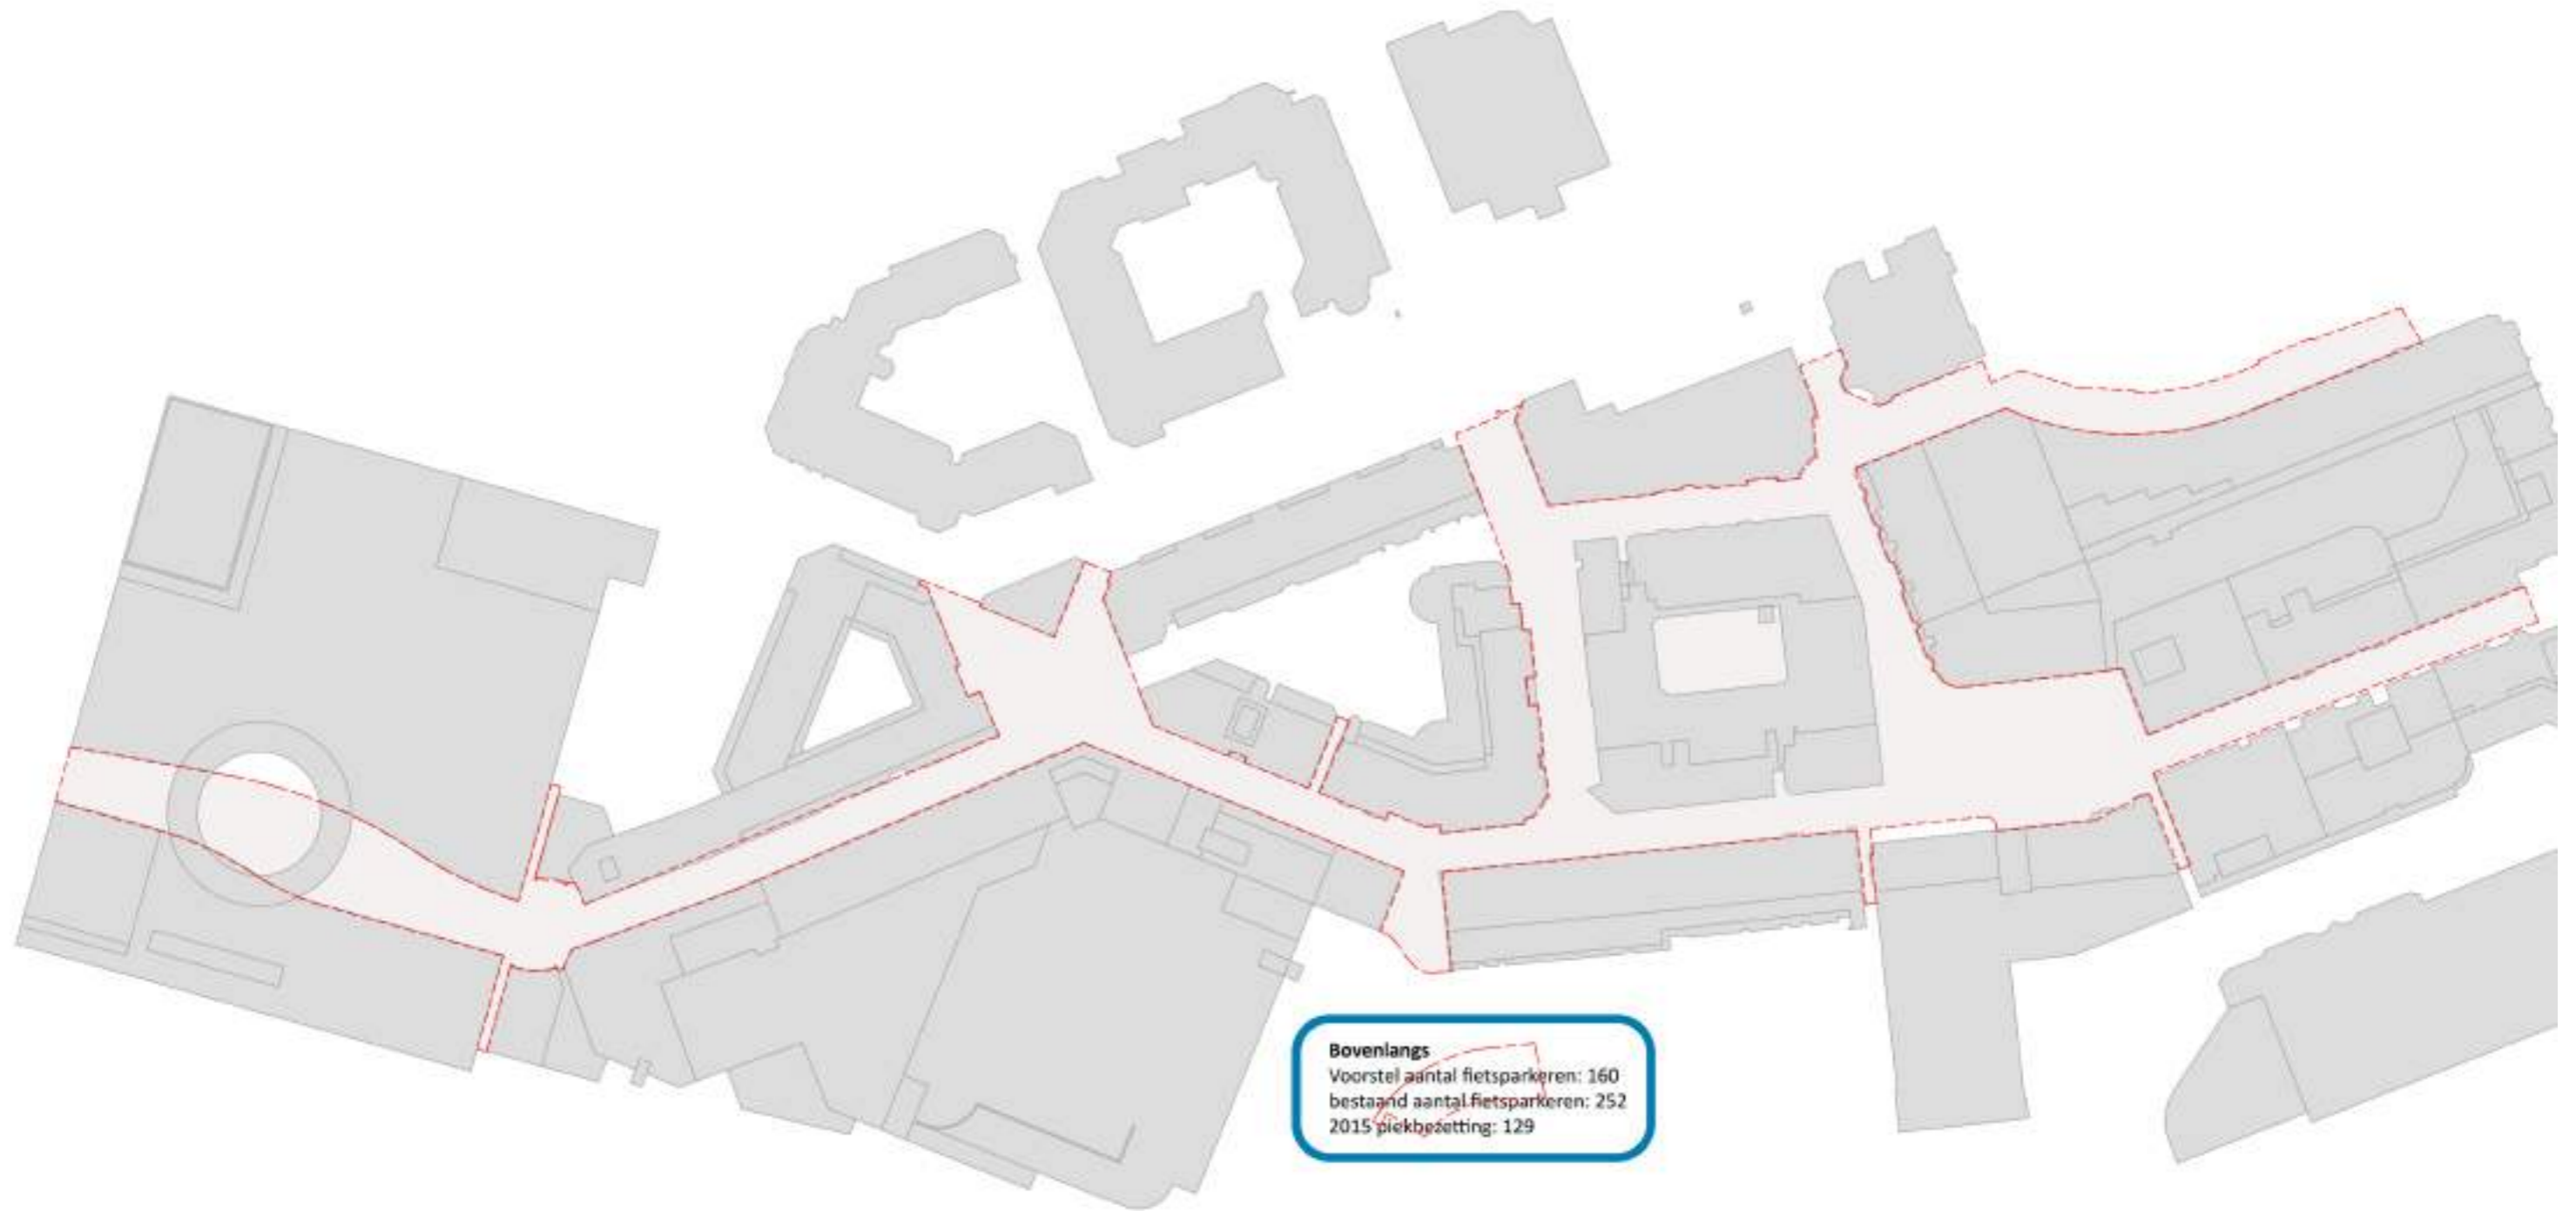 Bovenlangs
Voorstel aantal fietsparkeren: 160
bestaand aantal fietsparkeren: 252
2015 piekbezetting: 129